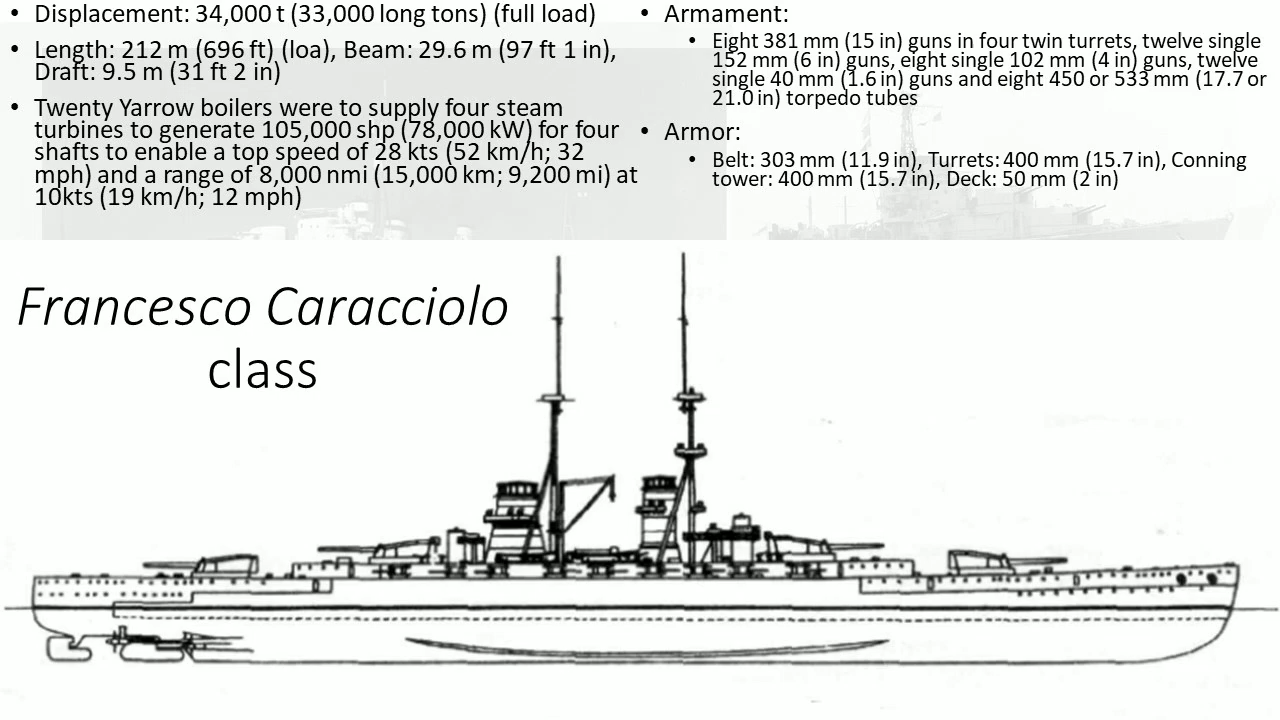 • Displacement: 34,000 t (33,000 long tons) (full load)
• Length: 212 m (696 ft) (loa), Beam: 29.6 m (97 ft 1 in),
Draft: 9.5 m (31 ft 2 in)
• Twenty Yarrow boilers were to supply four steam
turbines to generate 105,000 shp (78,000 kW) for four
shafts to enable a top speed of 28 kts (52 km/h; 32
mph) and a range of 8,000 nmi (15,000 km; 9,200 mi) at
10kts (19 km/h; 12 mph)
• Armament:
• Eight 381 mm (15 in) guns in four twin turrets, twelve single
152 mm (6 in) guns, eight single 102 mm (4 in) guns, twelve
single 40 mm (1.6 in) guns and eight 450 or 533 mm (17.7 or
21.0 in) torpedo tubes
• Armor:
• Belt: 303 mm (11.9 in), Turrets: 400 mm (15.7 in), Conning
tower: 400 mm (15.7 in), Deck: 50 mm (2 in)
Francesco Caracciolo
class